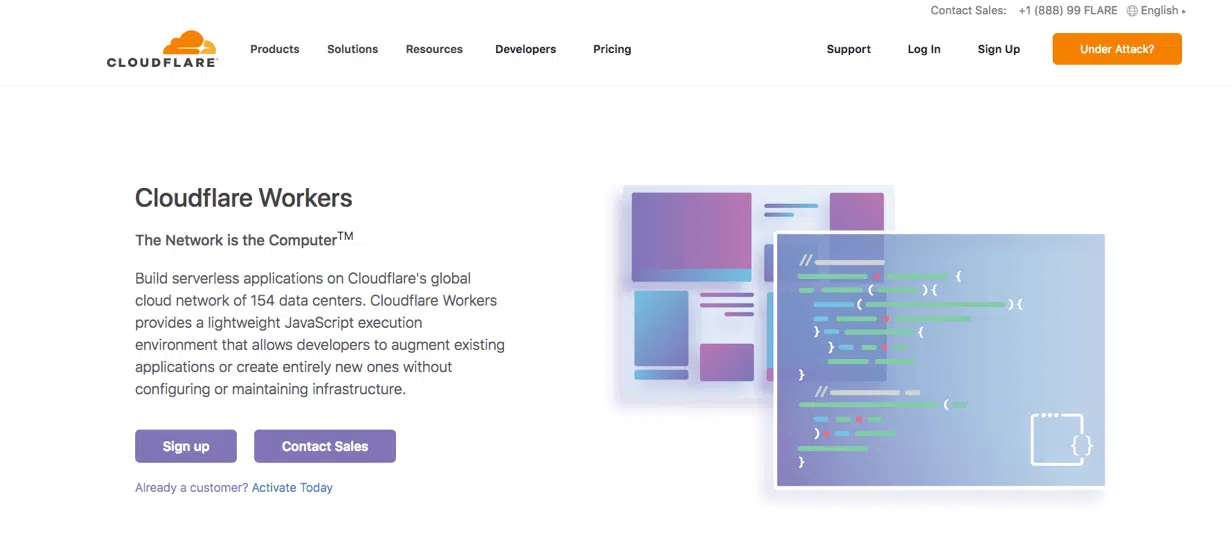 Contact Sales: +1 (888) 99 FLARE English ▸
CLOUDFLARE
Products Solutions Resources Developers Pricing Support Log In Sign Up Under Attack?
Cloudflare Workers
The Network is the Computer™
Build serverless applications on Cloudflare's global
cloud network of 154 data centers. Cloudflare Workers
provides a lightweight JavaScript execution
environment that allows developers to augment existing
applications or create entirely new ones without
configuring or maintaining infrastructure.
Sign up Contact Sales
Already a customer? Activate Today
// {
( ) {
( ) {
} {
}
}
// 
(
)
}
{}